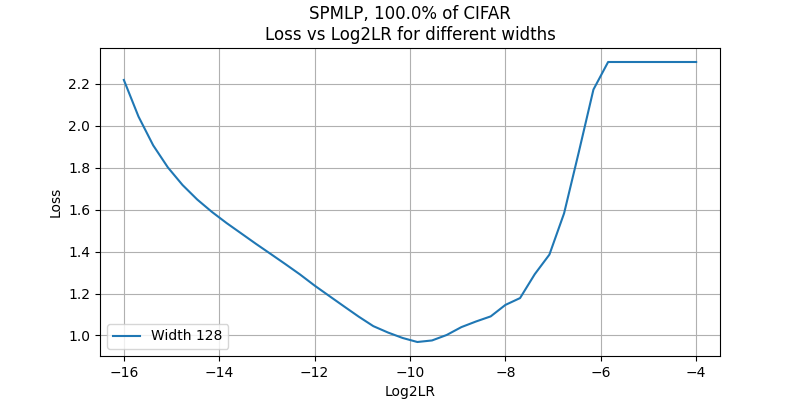 SPMLP, 100.0% of CIFAR
Loss vs Log2LR for different widths
2.2
2.0
1.8
1.6
1.4
1.2
1.0
Loss
Width 128
−16
−14
−12
−10
−8
−6
−4
Log2LR